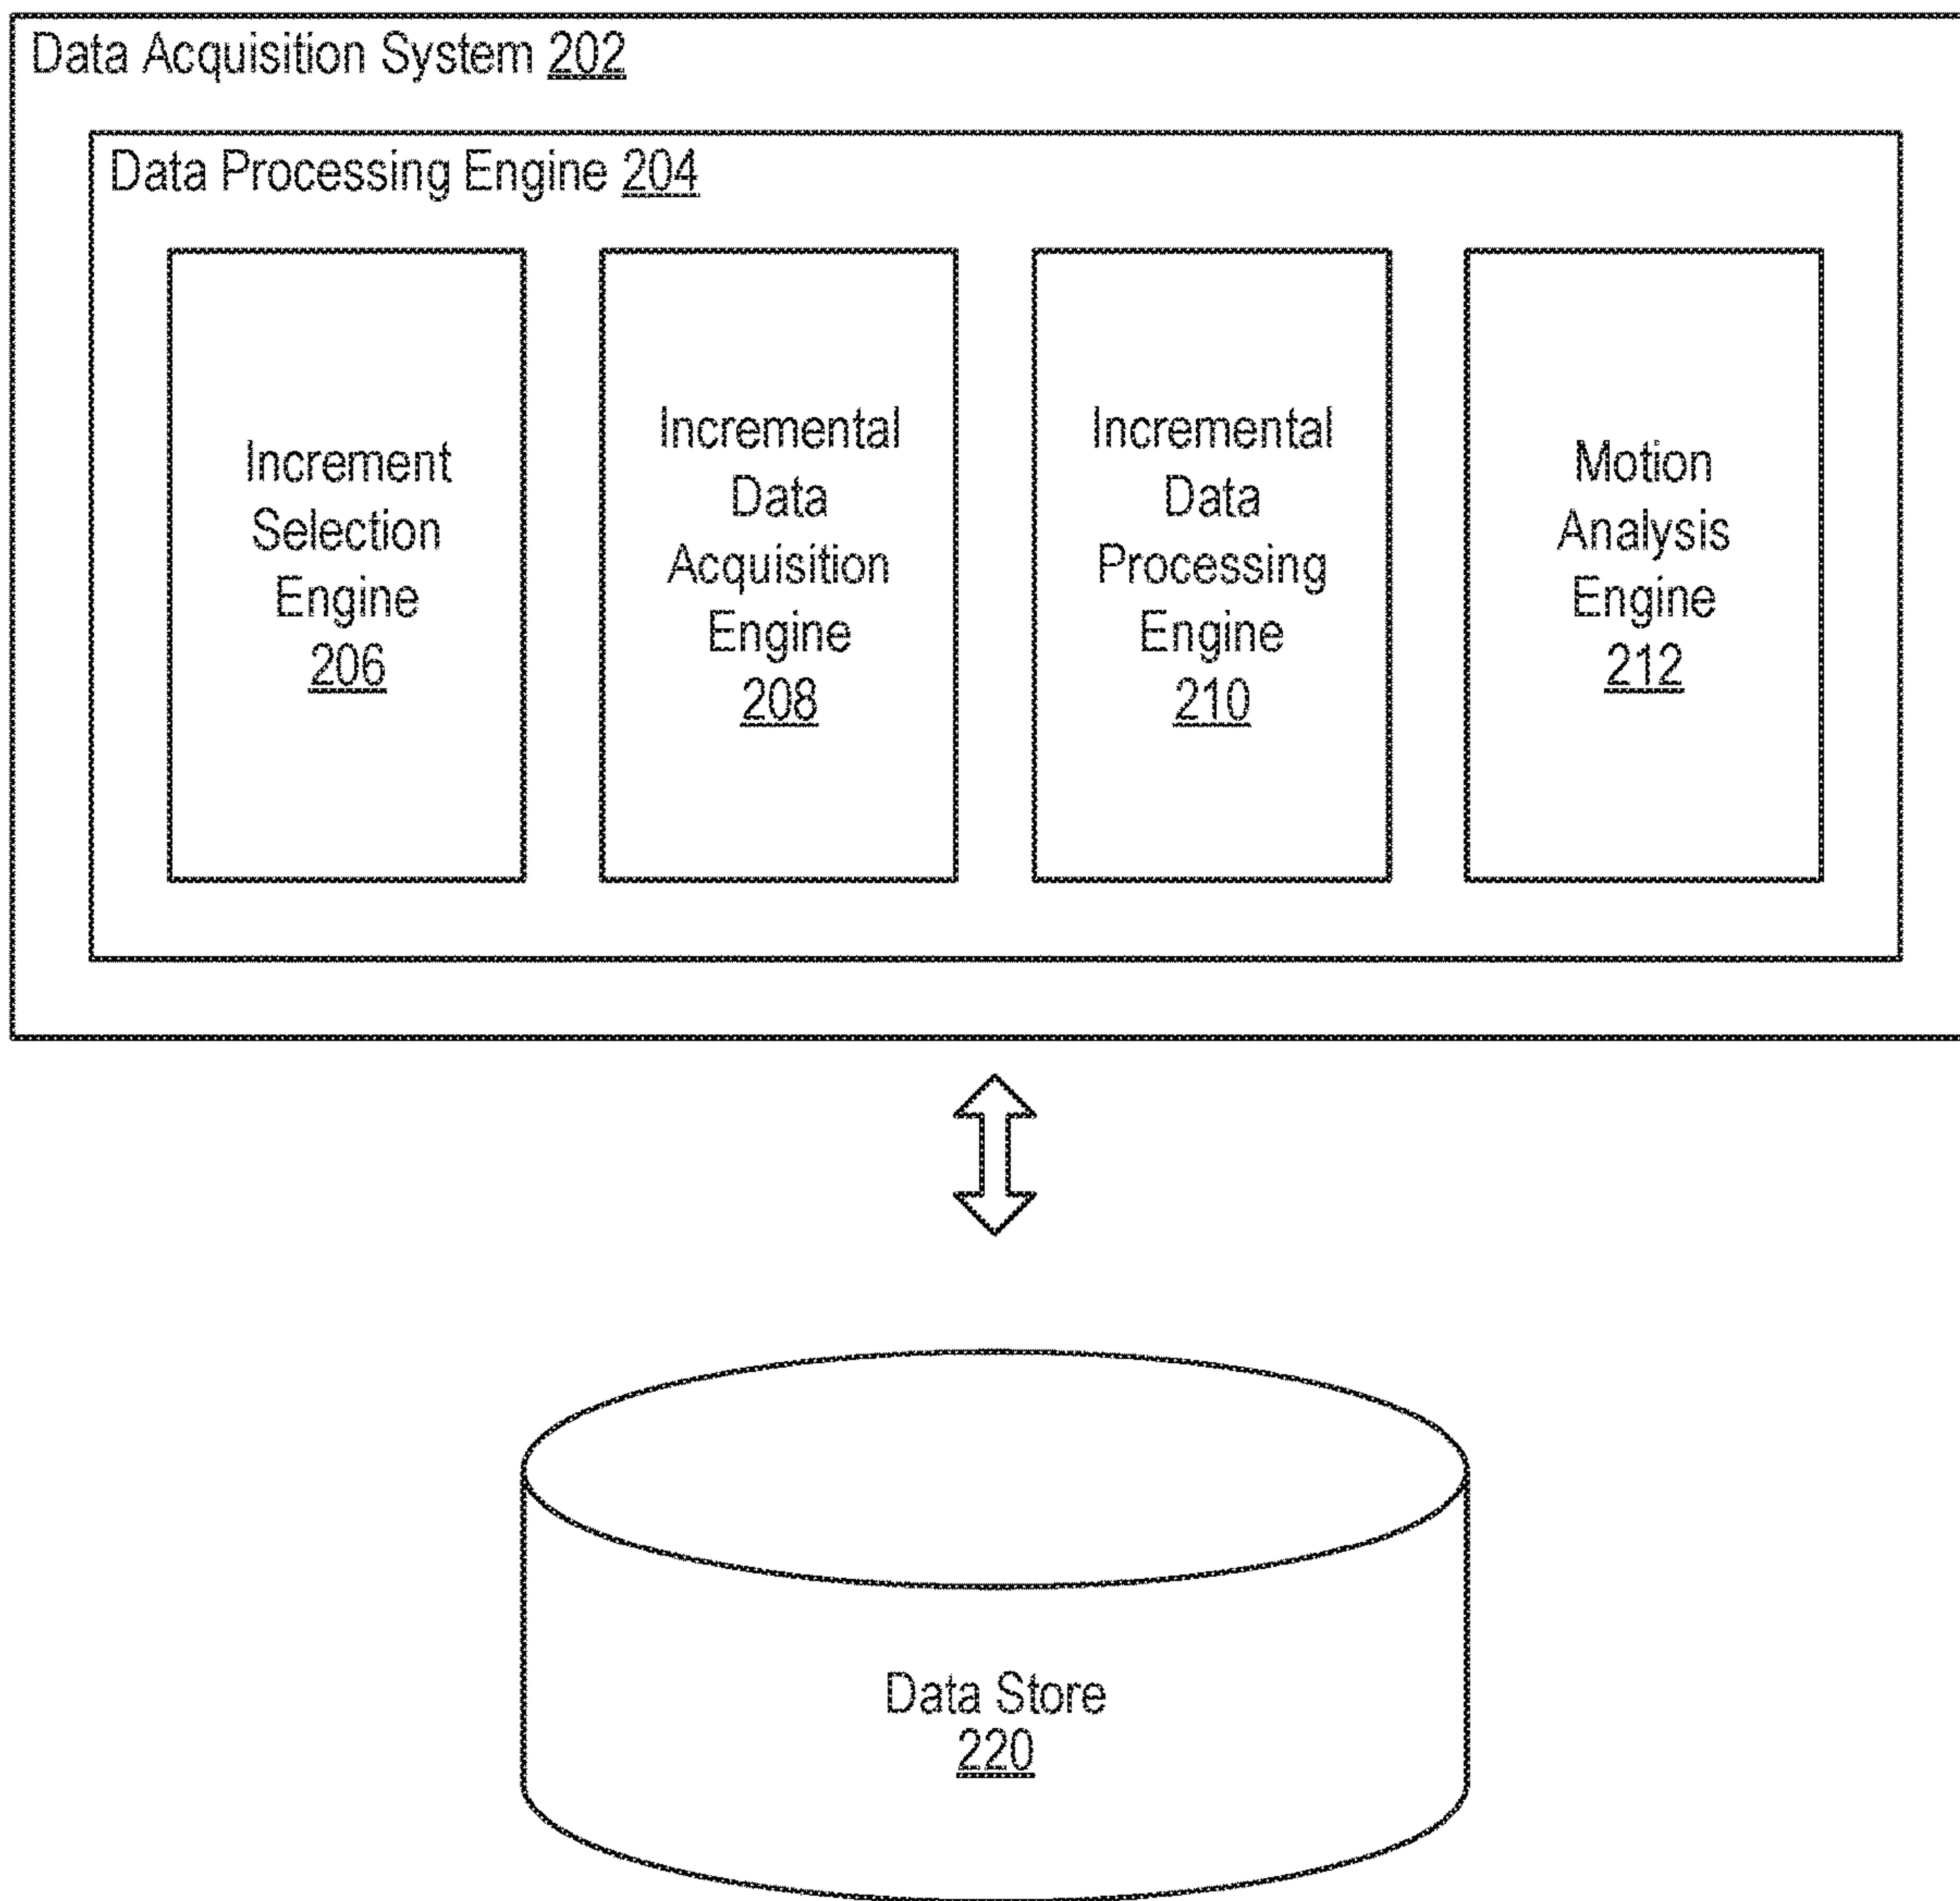 Data Acquisition System 202
Data Processing Engine 204
Increment
Selection
Engine
206
Incremental
Data
Acquisition
Engine
208
Incremental
Data
Processing
Engine
210
Motion
Analysis
Engine
212
Data Store
220